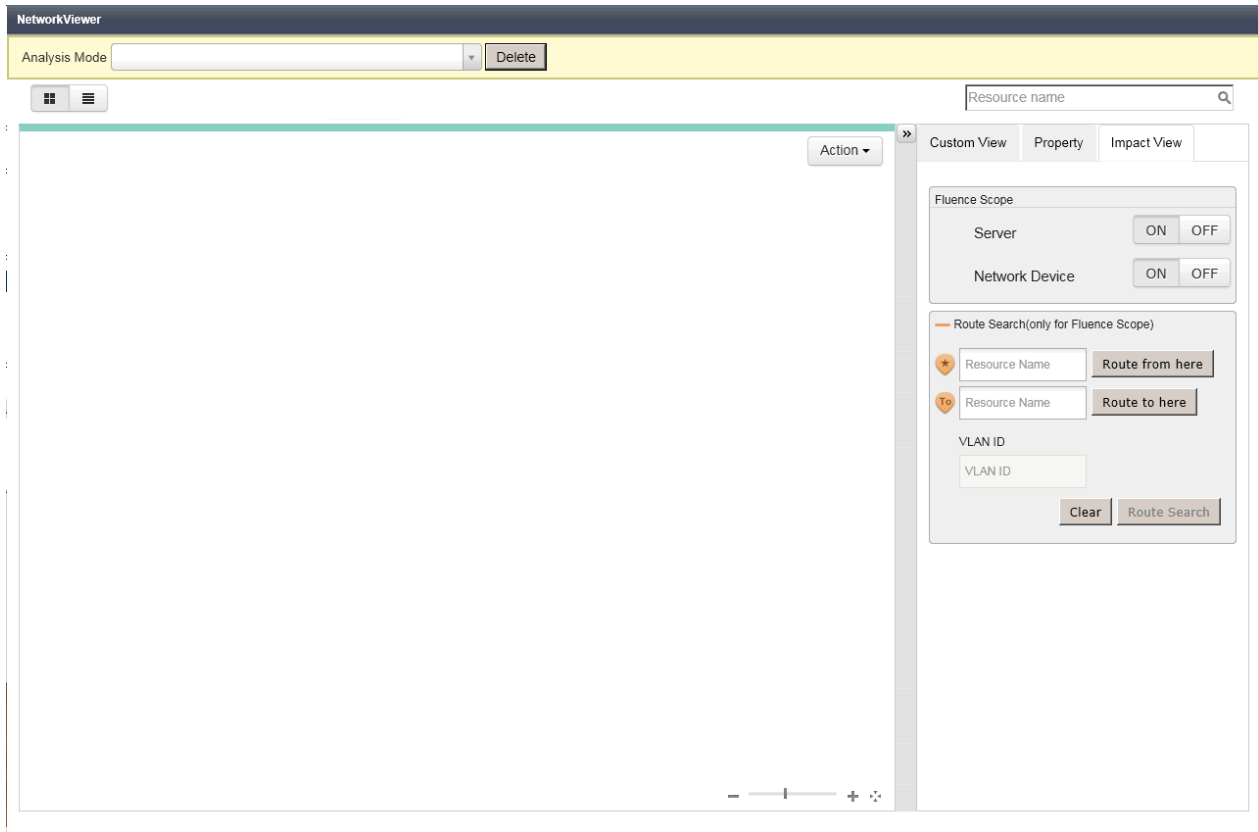 NetworkViewer
Analysis Mode Delete
Resource name
Action
Custom View Property Impact View
Fluence Scope
Server ON OFF
Network Device ON OFF
Route Search(only for Fluence Scope)
Resource Name Route from here
To Resource Name Route to here
VLAN ID
VLAN ID
Clear Route Search